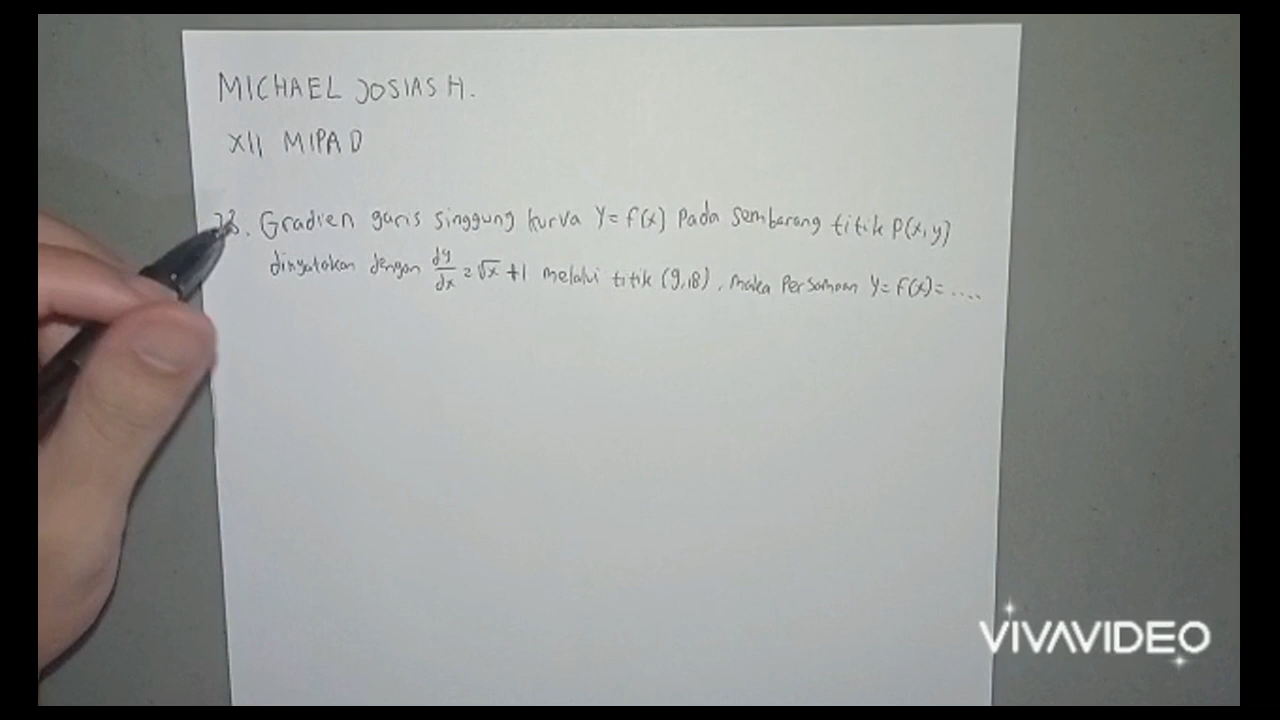 MICHAEL JOSIAS H.
XII MIPA D
28. Gradien garis singgung kurva y = f(x) pada sembarang titik P(x,y)
dinyatakan dengan dy/dx = √x + 1 melalui titik (9,18), maka persamaan y = f(x) = ....
VIVAVIDEO